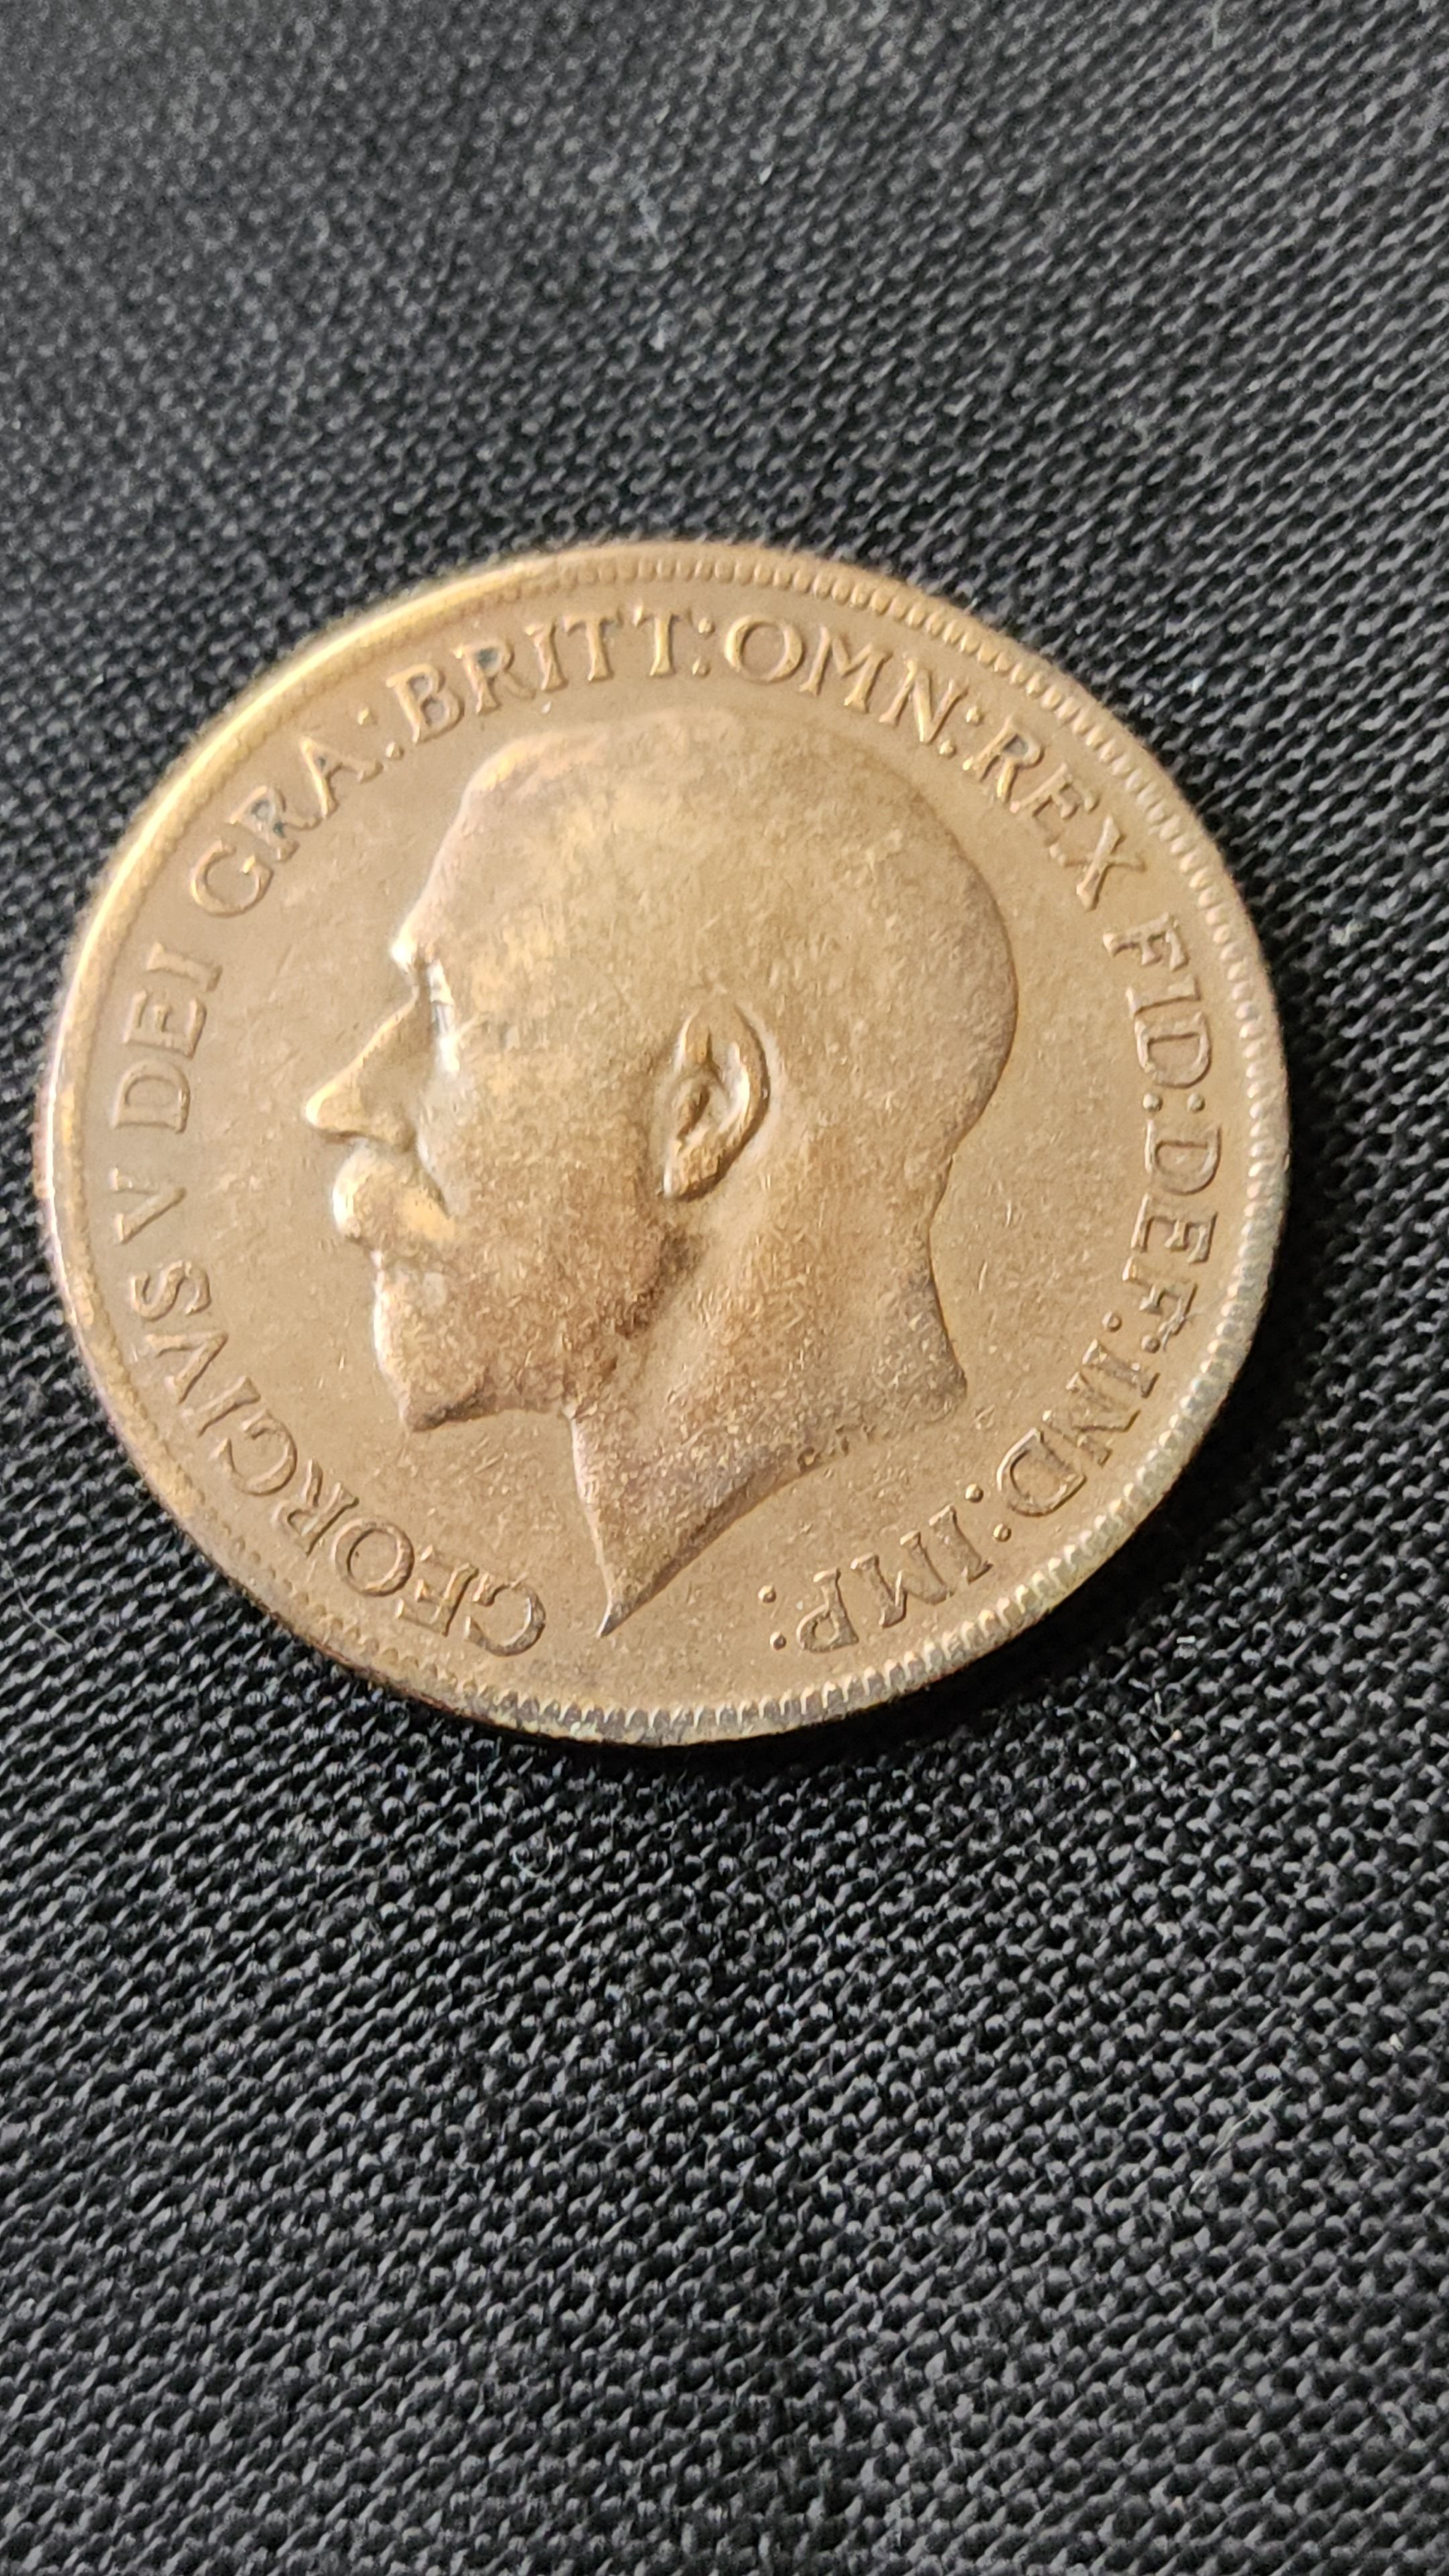 GEORGIVS V DEI GRA: BRITT: OMN: REX FID: DEF: IND: IMP: